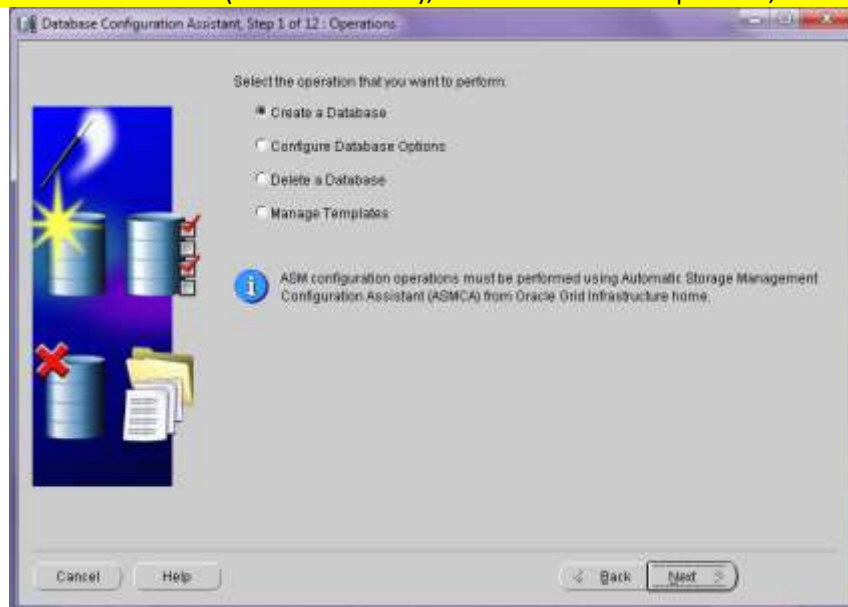 Database Configuration Assistant, Step 1 of 12 : Operations
Select the operation that you want to perform:
Create a Database
Configure Database Options
Delete a Database
Manage Templates
ASM configuration operations must be performed using Automatic Storage Management
Configuration Assistant (ASMCA) from Oracle Grid Infrastructure home.
Cancel
Help
Back
Next